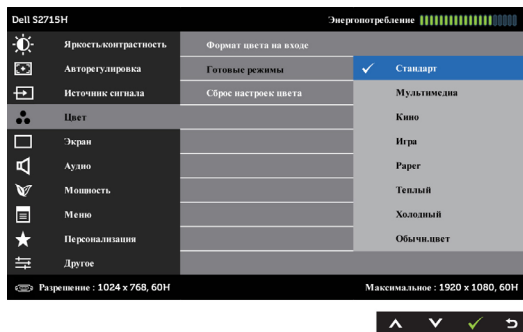 Dell S2715H Энергопотребление
Яркость/контрастность Формат цвета на входе
Авторегулировка Готовые режимы Стандарт
Источник сигнала Сброс настроек цвета Мультимедиа
Цвет Кино
Экран Игра
Аудио Paper
Мощность Теплый
Меню Холодный
Персонализация Обычн.цвет
Другое
Разрешение : 1024 x 768, 60H Максимальное : 1920 x 1080, 60H